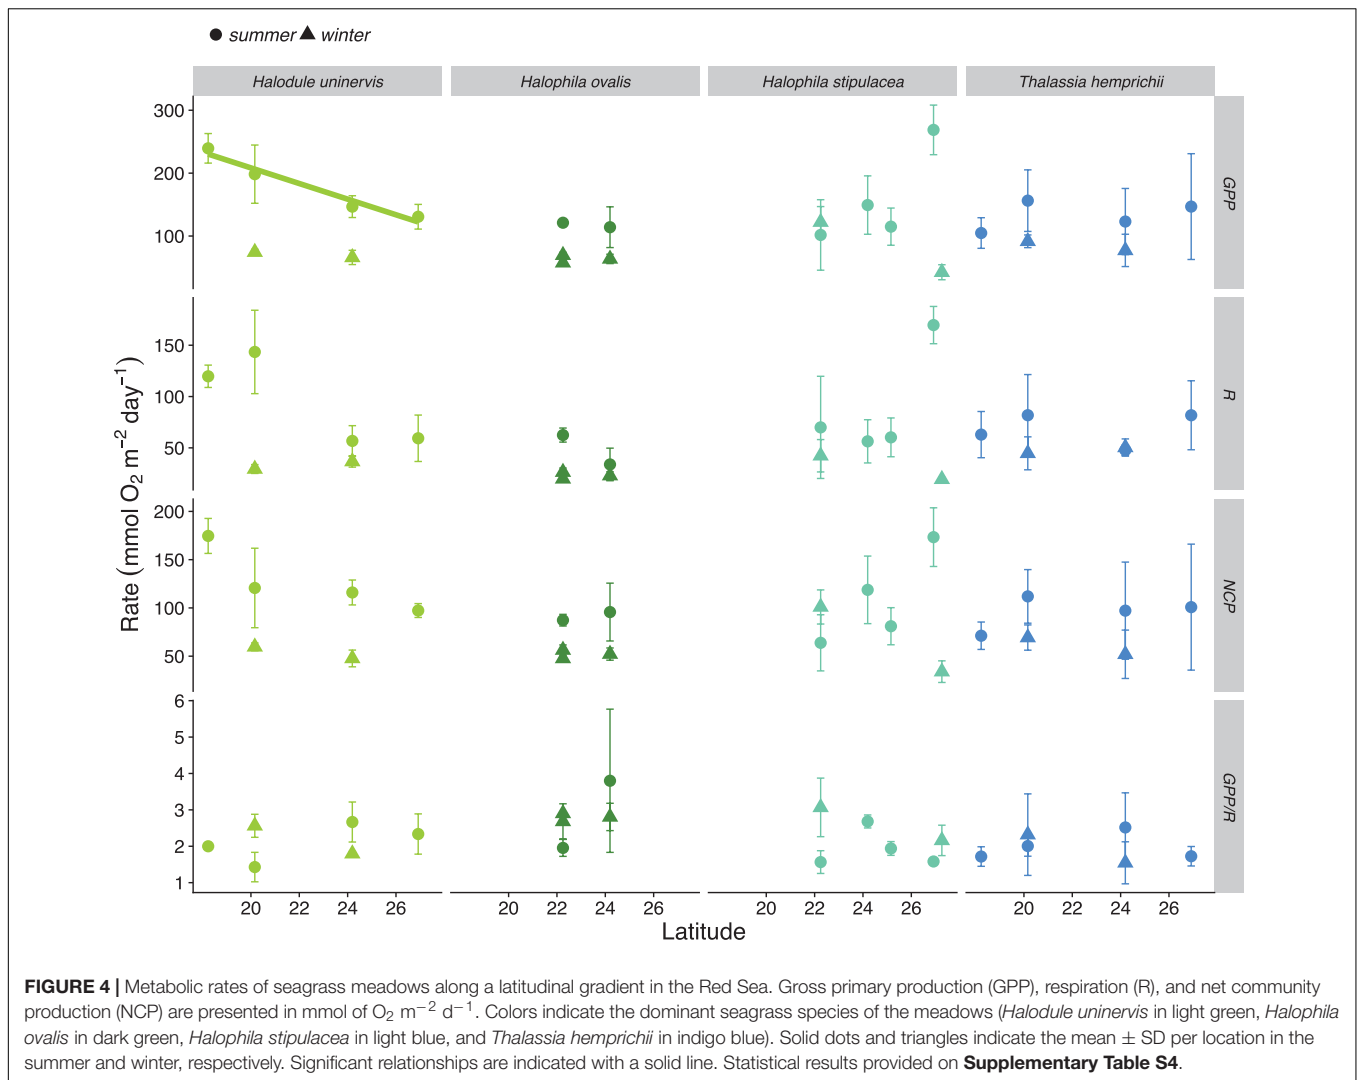 summer winter
Halodule uninervis Halophila ovalis Halophila stipulacea Thalassia hemprichii
300
200
100
GPP
150
100
50
R
200
150
100
50
NCP
6
5
4
3
2
1
GPP/R
Rate (mmol O₂ m⁻² day⁻¹)
20 22 24 26 20 22 24 26 20 22 24 26 20 22 24 26
Latitude
FIGURE 4 | Metabolic rates of seagrass meadows along a latitudinal gradient in the Red Sea. Gross primary production (GPP), respiration (R), and net community
production (NCP) are presented in mmol of O₂ m⁻² d⁻¹. Colors indicate the dominant seagrass species of the meadows (Halodule uninervis in light green, Halophila
ovalis in dark green, Halophila stipulacea in light blue, and Thalassia hemprichii in indigo blue). Solid dots and triangles indicate the mean ± SD per location in the
summer and winter, respectively. Significant relationships are indicated with a solid line. Statistical results provided on Supplementary Table S4.